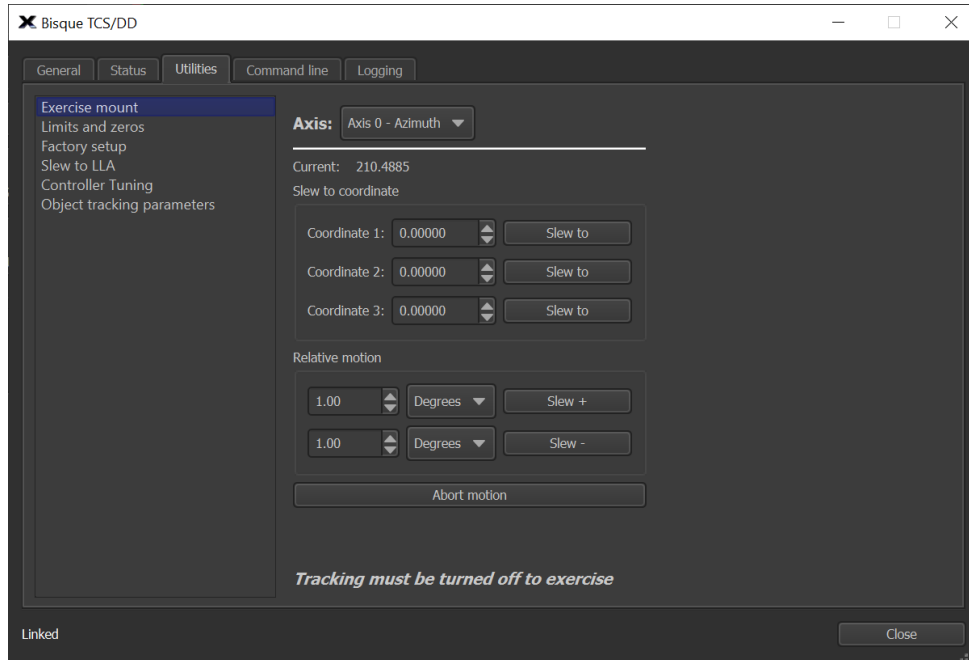 Bisque TCS/DD
General Status Utilities Command line Logging
Exercise mount
Limits and zeros
Factory setup
Slew to LLA
Controller Tuning
Object tracking parameters
Axis: Axis 0 - Azimuth
Current: 210.4885
Slew to coordinate
Coordinate 1: 0.00000 Slew to
Coordinate 2: 0.00000 Slew to
Coordinate 3: 0.00000 Slew to
Relative motion
1.00 Degrees Slew +
1.00 Degrees Slew -
Abort motion
Tracking must be turned off to exercise
Linked Close